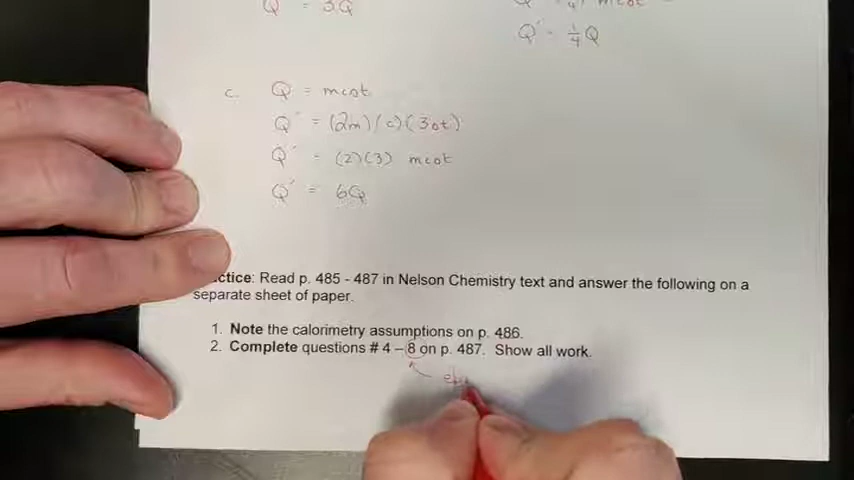 Q' = 3Q
Q' = 1/4 Q
c. Q = mcΔt
Q' = (2m)(c)(3Δt)
Q' = (2)(3) mcΔt
Q' = 6Q
ctice: Read p. 485 - 487 in Nelson Chemistry text and answer the following on a
separate sheet of paper.
1. Note the calorimetry assumptions on p. 486.
2. Complete questions # 4 – 8 on p. 487. Show all work.